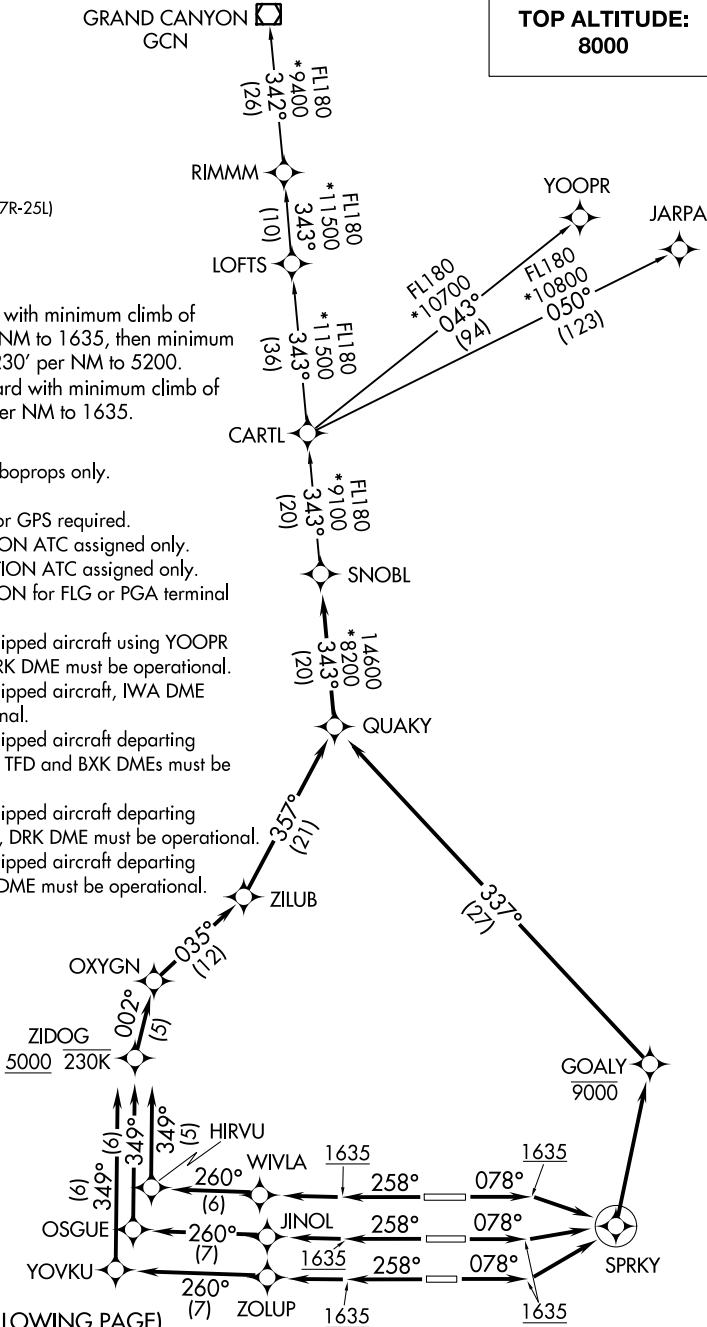 GRAND CANYON
GCN
TOP ALTITUDE:
8000
FL180
*9400
342°
(26)
RIMMM
7R-25L)
FL180
*11500
343°
(10)
YOOPR
JARPA
LOFTS
FL180
*10700
043°
(94)
FL180
*10800
050°
(123)
with minimum climb of
NM to 1635, then minimum
230' per NM to 5200.
ard with minimum climb of
er NM to 1635.
FL180
*11500
343°
(36)
CARTL
boprops only.
FL180
*9100
343°
(20)
or GPS required.
ON ATC assigned only.
TION ATC assigned only.
ON for FLG or PGA terminal
SNOBL
ipped aircraft using YOOPR
RK DME must be operational.
ipped aircraft, IWA DME
nal.
ipped aircraft departing
TFD and BXK DMEs must be
14600
*8200
343°
(20)
QUAKY
ipped aircraft departing
, DRK DME must be operational.
ipped aircraft departing
DME must be operational.
357°
(21)
337°
(27)
ZILUB
035°
(12)
OXYGN
002°
(5)
ZIDOG
5000 230K
GOALY
9000
349°
(6)
349°
(6)
349°
(5)
HIRVU
WIVLA
1635
1635
260°
(6)
258°
078°
OSGUE
JINOL
260°
(7)
258°
078°
1635
SPRKY
YOVKU
258°
078°
260°
(7)
ZOLUP
1635
1635
LOWING PAGE)